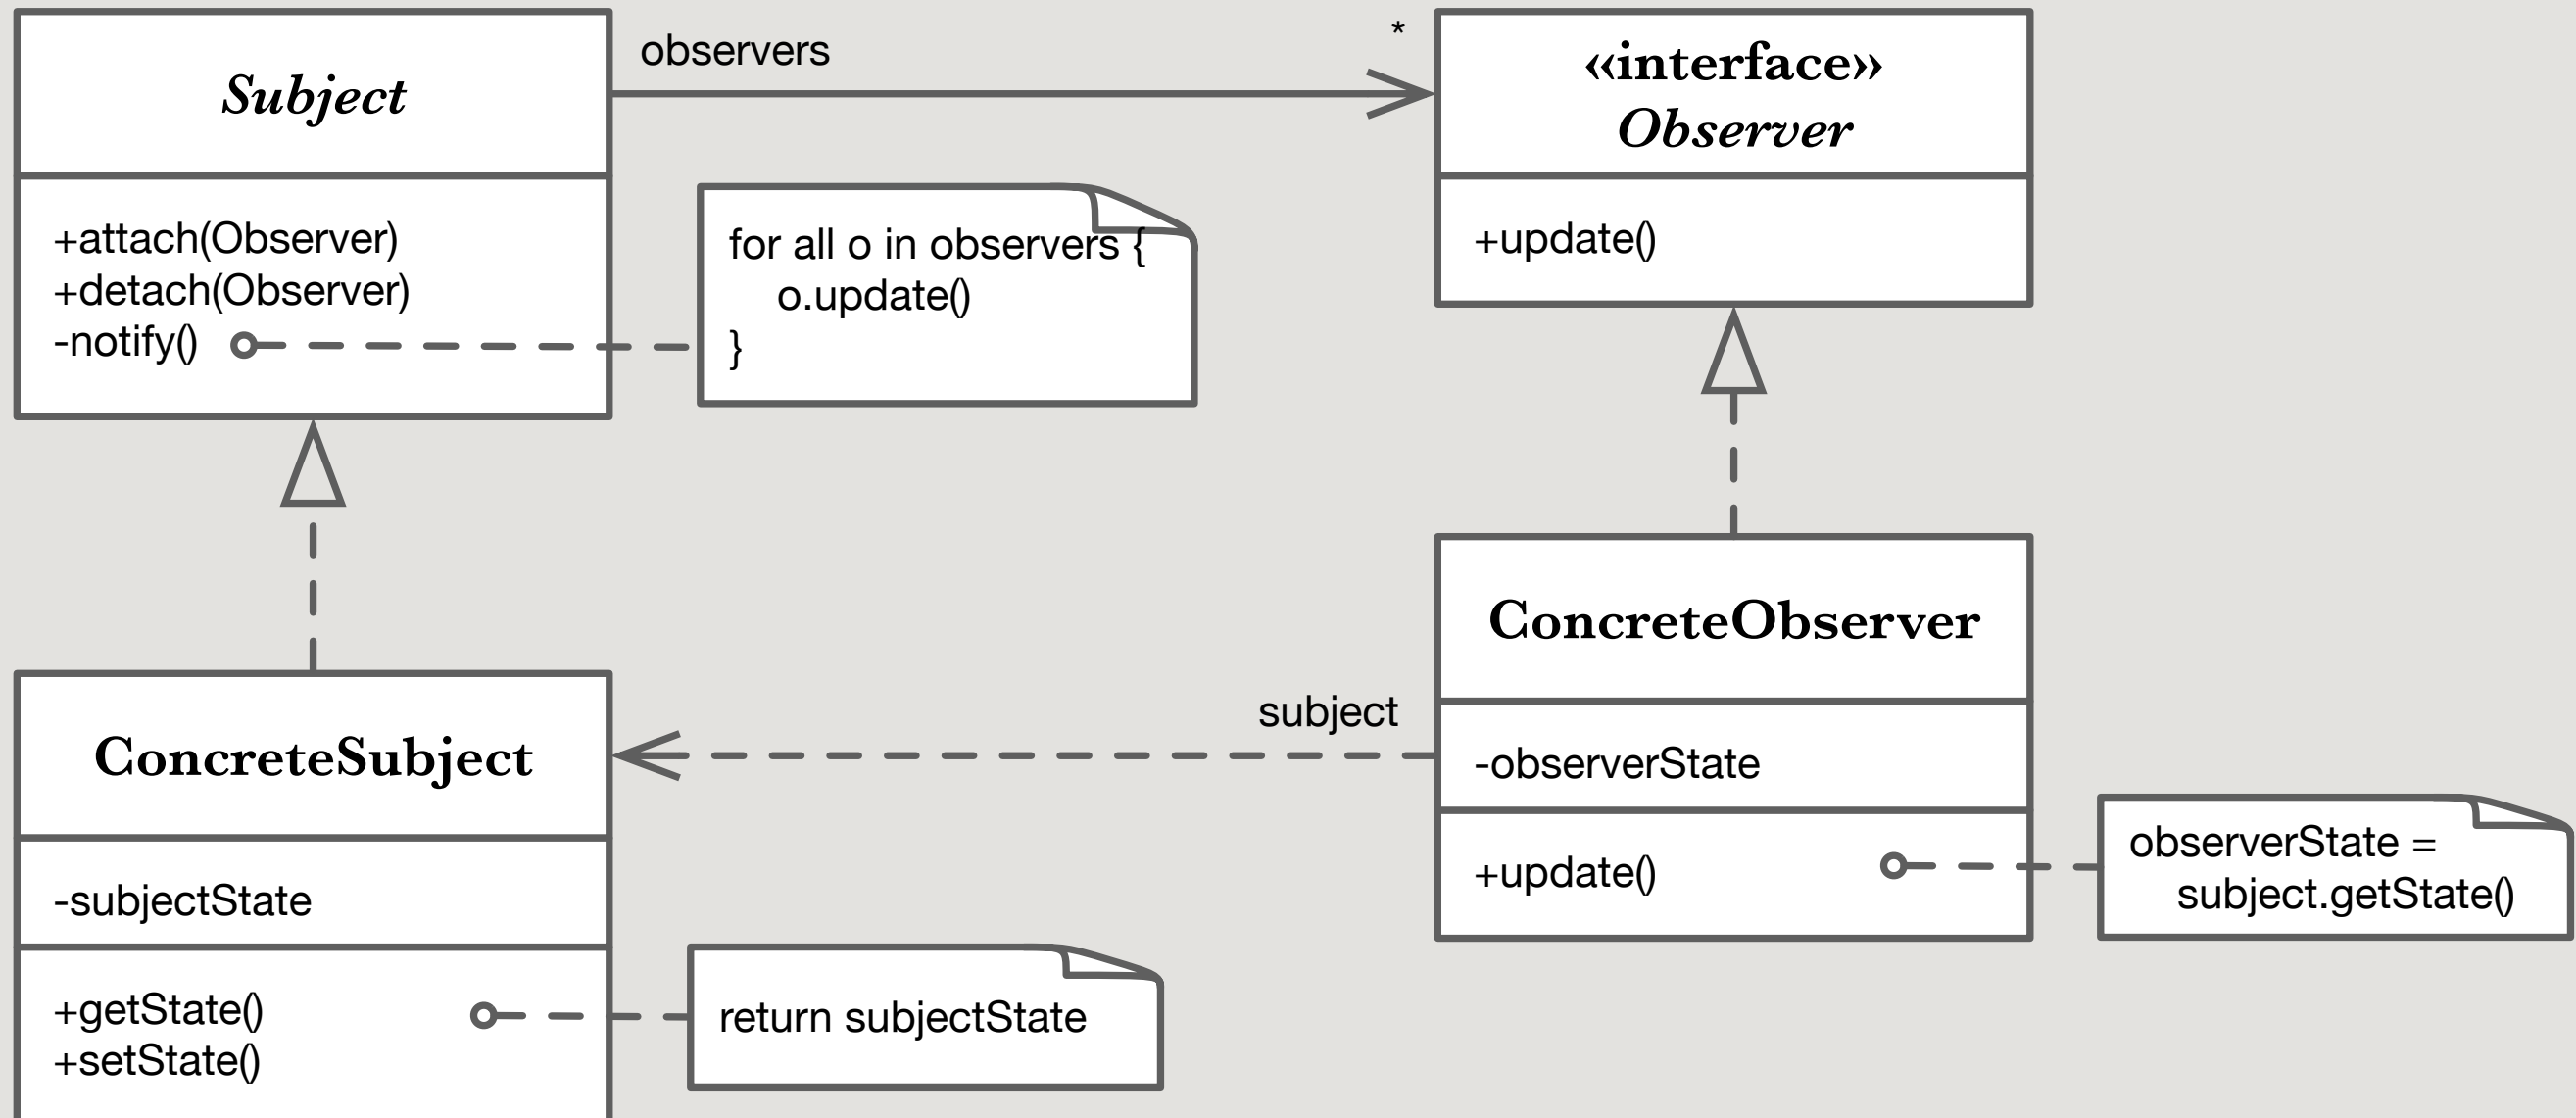 Subject
+attach(Observer)
+detach(Observer)
-notify()
observers
*
for all o in observers {
o.update()
}
«interface»
Observer
+update()
ConcreteSubject
-subjectState
+getState()
+setState()
return subjectState
subject
ConcreteObserver
-observerState
+update()
observerState =
subject.getState()